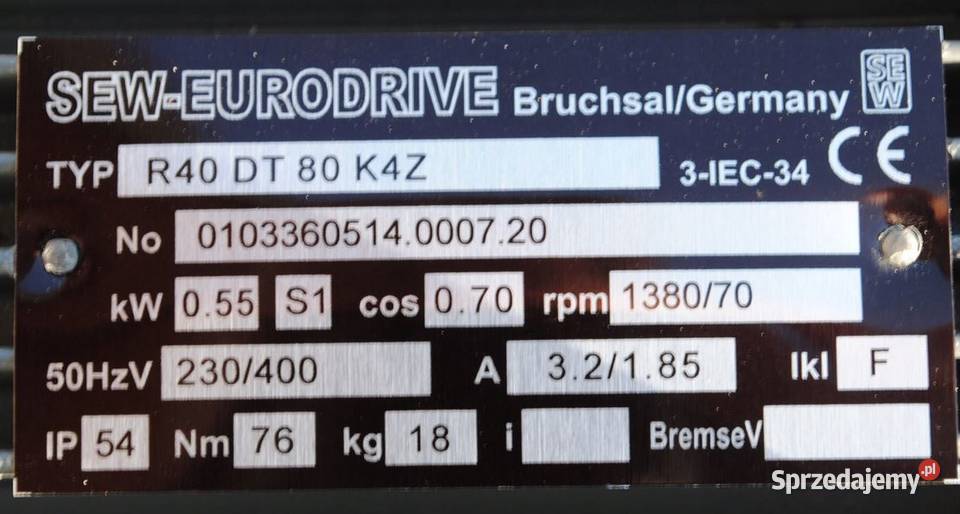 SEW-EURODRIVE Bruchsal/Germany SEW
TYP R40 DT 80 K4Z 3-IEC-34 CE
No 0103360514.0007.20
kW 0.55 S1 cos 0.70 rpm 1380/70
50HzV 230/400 A 3.2/1.85 Ikl F
IP 54 Nm 76 kg 18 i BremseV
Sprzedajemy.pl